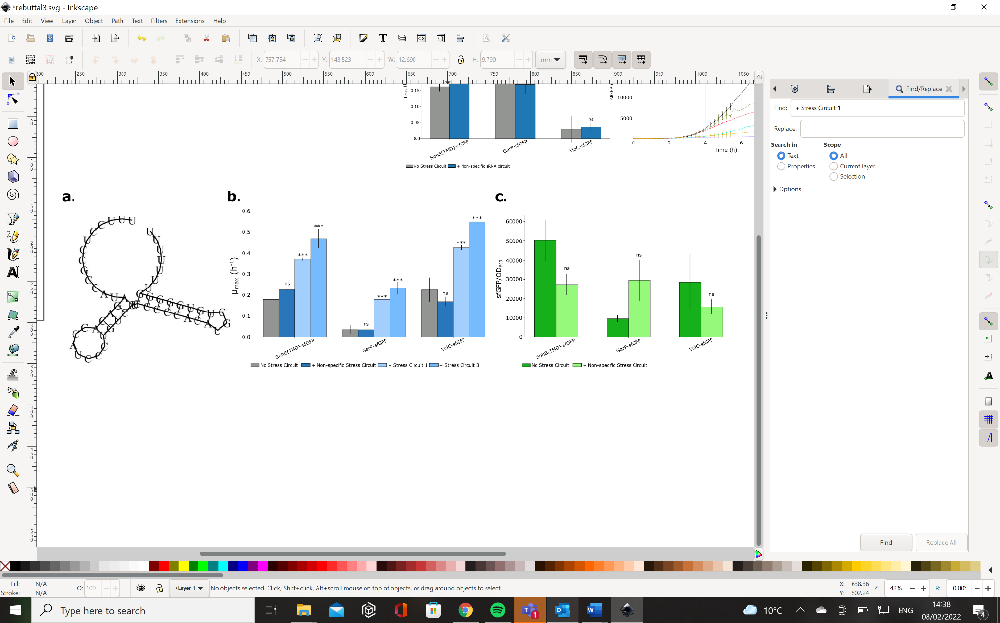 *rebuttal3.svg - Inkscape
File Edit View Layer Object Path Text Filters Extensions Help
X: 757.754 Y: 143.523 W: 12.690 H: 9.790 mm
250 300 350 400 450 500 550 600 650 700 750 800 850 900 950 1000 1050
0.15
0.10
0.05
0.0
ns
SohB(TMD)-sfGFP GarP-sfGFP YidC-sfGFP
No Stress Circuit + Non-specific sRNA circuit
sfGFP
10000
5000
0 2 4 6
Time (h)
a.
b.
c.
μmax (h-1)
0.6
0.5
0.4
0.3
0.2
0.1
0.0
ns *** ***
ns *** ***
ns *** ***
SohB(TMD)-sfGFP GarP-sfGFP YidC-sfGFP
No Stress Circuit + Non-specific Stress Circuit + Stress Circuit 1 + Stress Circuit 3
sfGFP/OD600
60000
50000
40000
30000
20000
10000
0
ns ns ns
SohB(TMD)-sfGFP GarP-sfGFP YidC-sfGFP
No Stress Circuit + Non-specific Stress Circuit
Find/Replace
Find: + Stress Circuit 1
Replace:
Search in Scope
Text All
Properties Current layer
Selection
Options
Find Replace All
Fill: N/A
Stroke: N/A
O: 100
•Layer 1
No objects selected. Click, Shift+click, Alt+scroll mouse on top of objects, or drag around objects to select.
X: 638.36
Y: 502.24
Z: 42%
R: 0.00°
Type here to search
1
10°C
ENG
14:38
08/02/2022
4